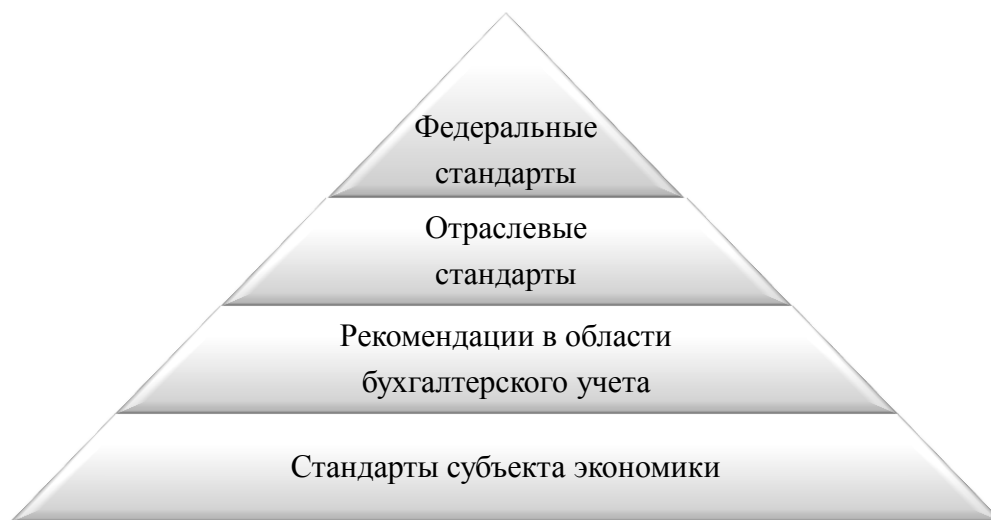 Федеральные
стандарты
Отраслевые
стандарты
Рекомендации в области
бухгалтерского учета
Стандарты субъекта экономики